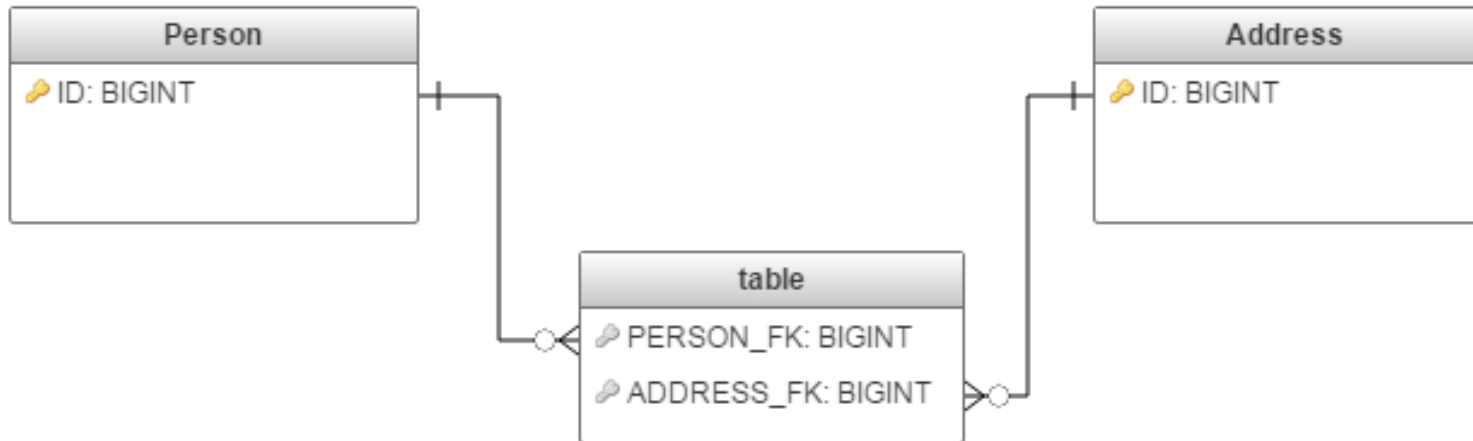 Person
ID: BIGINT
Address
ID: BIGINT
table
PERSON_FK: BIGINT
ADDRESS_FK: BIGINT